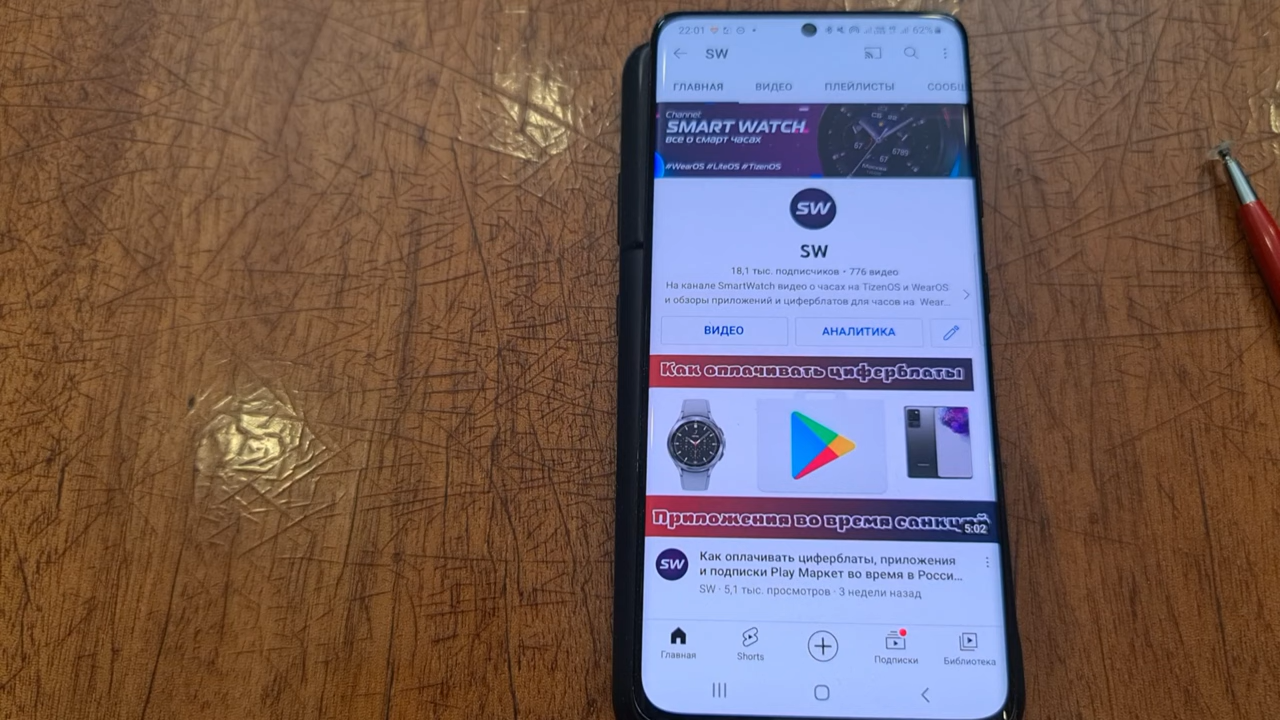 22:01
62%
SW
ГЛАВНАЯ ВИДЕО ПЛЕЙЛИСТЫ СООБЩ
Channel
SMART WATCH
все о смарт часах
#WearOS #LiteOS #TizenOS
SW
SW
18,1 тыс. подписчиков • 776 видео
На канале SmartWatch видео о часах на TizenOS и WearOS
и обзоры приложений и циферблатов для часов на Wear...
ВИДЕО АНАЛИТИКА
Как оплачивать циферблаты
Приложения во время санкций
5:02
SW
Как оплачивать циферблаты, приложения
и подписки Play Маркет во время в Росси...
SW · 5,1 тыс. просмотров · 3 недели назад
Главная Shorts Подписки Библиотека